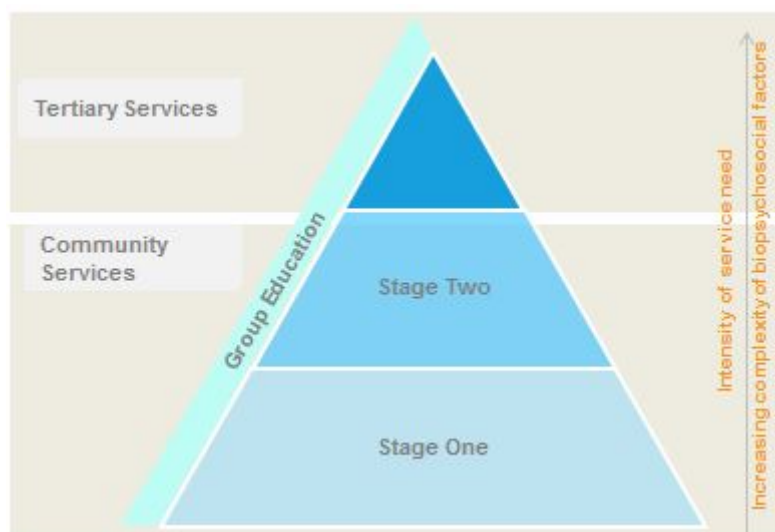 Tertiary Services
Community
Services
Group Education
Stage Two
Stage One
Intensity of service need
Increasing complexity of biopsychosocial factors